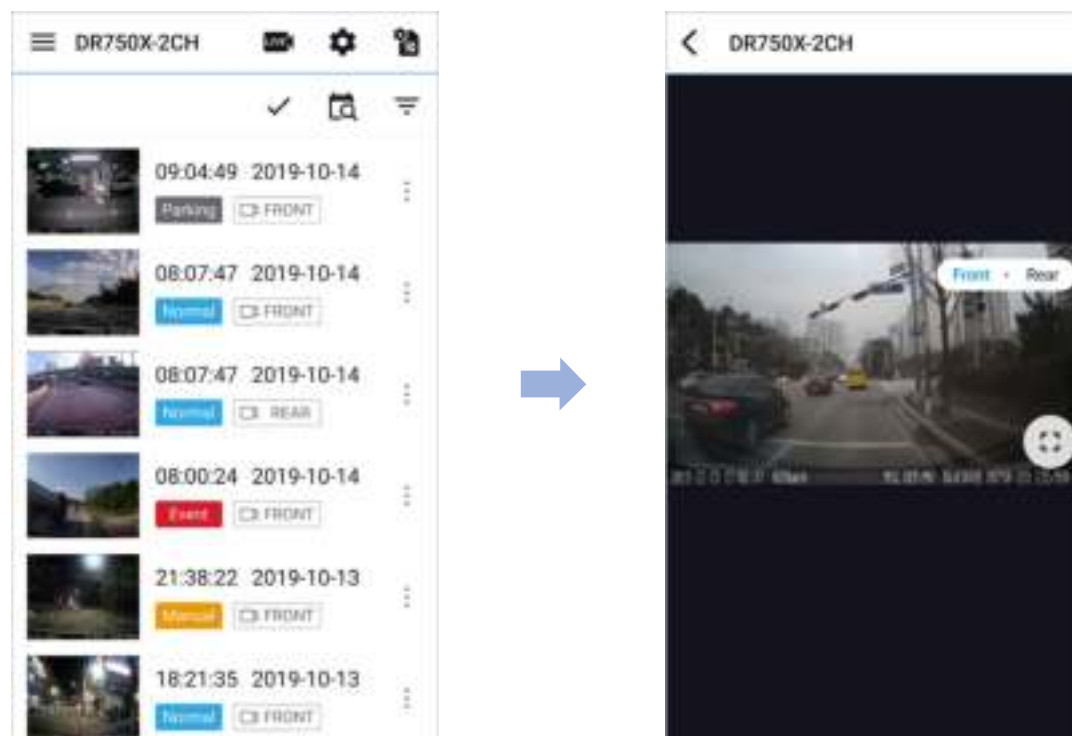 DR750X-2CH
LIVE
09:04:49 2019-10-14
Parking FRONT
08:07:47 2019-10-14
Normal FRONT
08:07:47 2019-10-14
Normal REAR
08:00:24 2019-10-14
Event FRONT
21:38:22 2019-10-13
Manual FRONT
18:21:35 2019-10-13
Normal FRONT
DR750X-2CH
Front • Rear